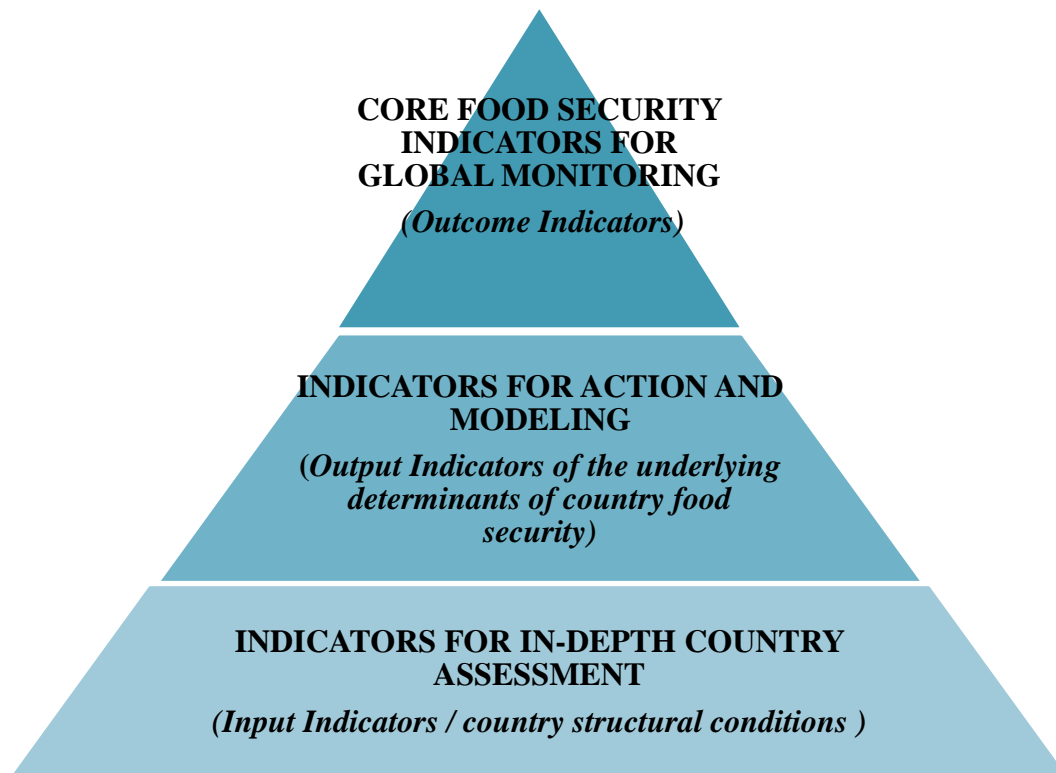 CORE FOOD SECURITY
INDICATORS FOR
GLOBAL MONITORING
(Outcome Indicators)
INDICATORS FOR ACTION AND
MODELING
(Output Indicators of the underlying
determinants of country food
security)
INDICATORS FOR IN-DEPTH COUNTRY
ASSESSMENT
(Input Indicators / country structural conditions )